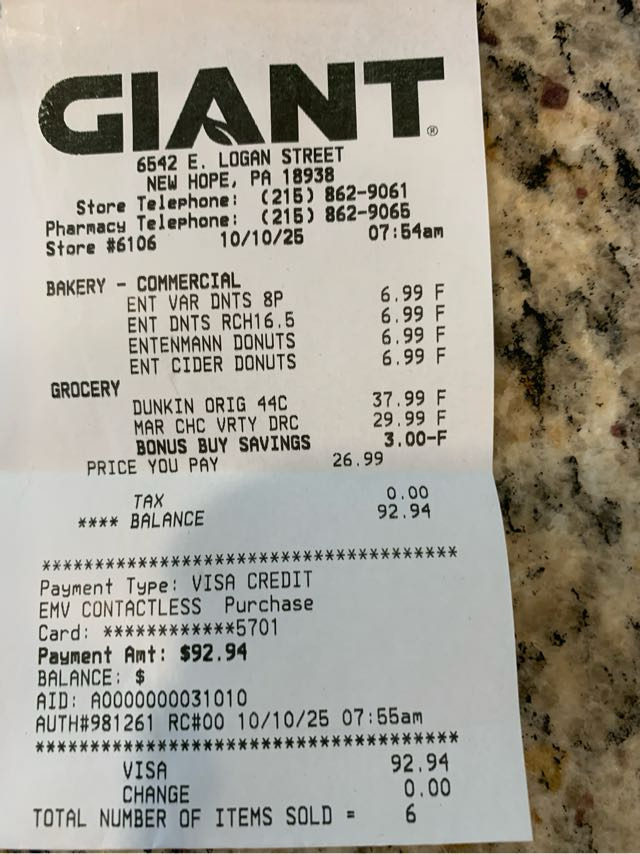 GIANT®
6542 E. LOGAN STREET
NEW HOPE, PA 18938
Store Telephone: (215) 862-9061
Pharmacy Telephone: (215) 862-9065
Store #6106 10/10/25 07:54am
BAKERY - COMMERCIAL
ENT VAR DNTS 8P 6.99 F
ENT DNTS RCH16.5 6.99 F
ENTENMANN DONUTS 6.99 F
ENT CIDER DONUTS 6.99 F
GROCERY
DUNKIN ORIG 44C 37.99 F
MAR CHC VRTY DRC 29.99 F
BONUS BUY SAVINGS 3.00-F
PRICE YOU PAY 26.99
TAX 0.00
**** BALANCE 92.94
***************************************
Payment Type: VISA CREDIT
EMV CONTACTLESS Purchase
Card: ************5701
Payment Amt: $92.94
BALANCE: $
AID: A0000000031010
AUTH#981261 RC#00 10/10/25 07:55am
***************************************
VISA 92.94
CHANGE 0.00
TOTAL NUMBER OF ITEMS SOLD = 6